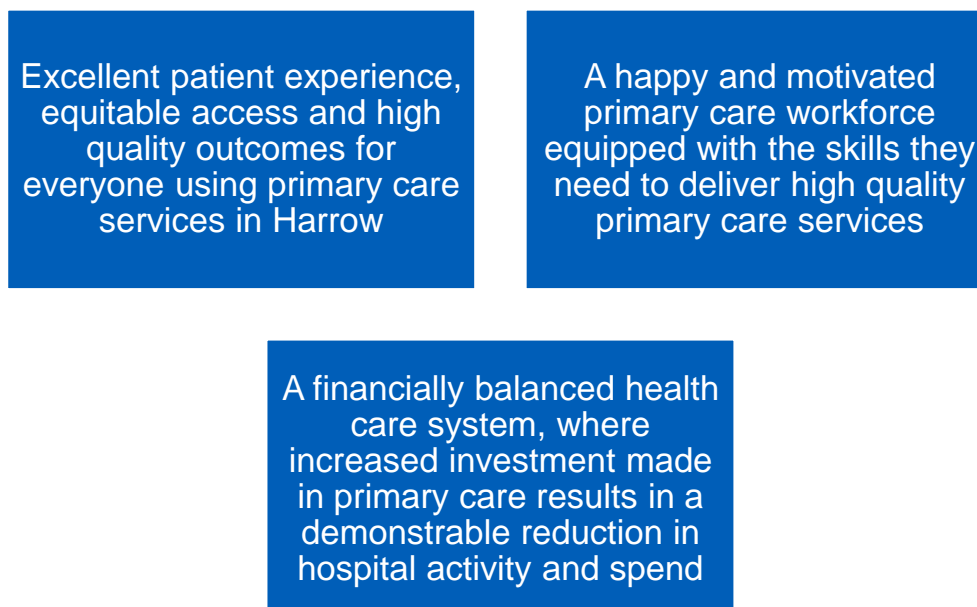 Excellent patient experience,
equitable access and high
quality outcomes for
everyone using primary care
services in Harrow
A happy and motivated
primary care workforce
equipped with the skills they
need to deliver high quality
primary care services
A financially balanced health
care system, where
increased investment made
in primary care results in a
demonstrable reduction in
hospital activity and spend